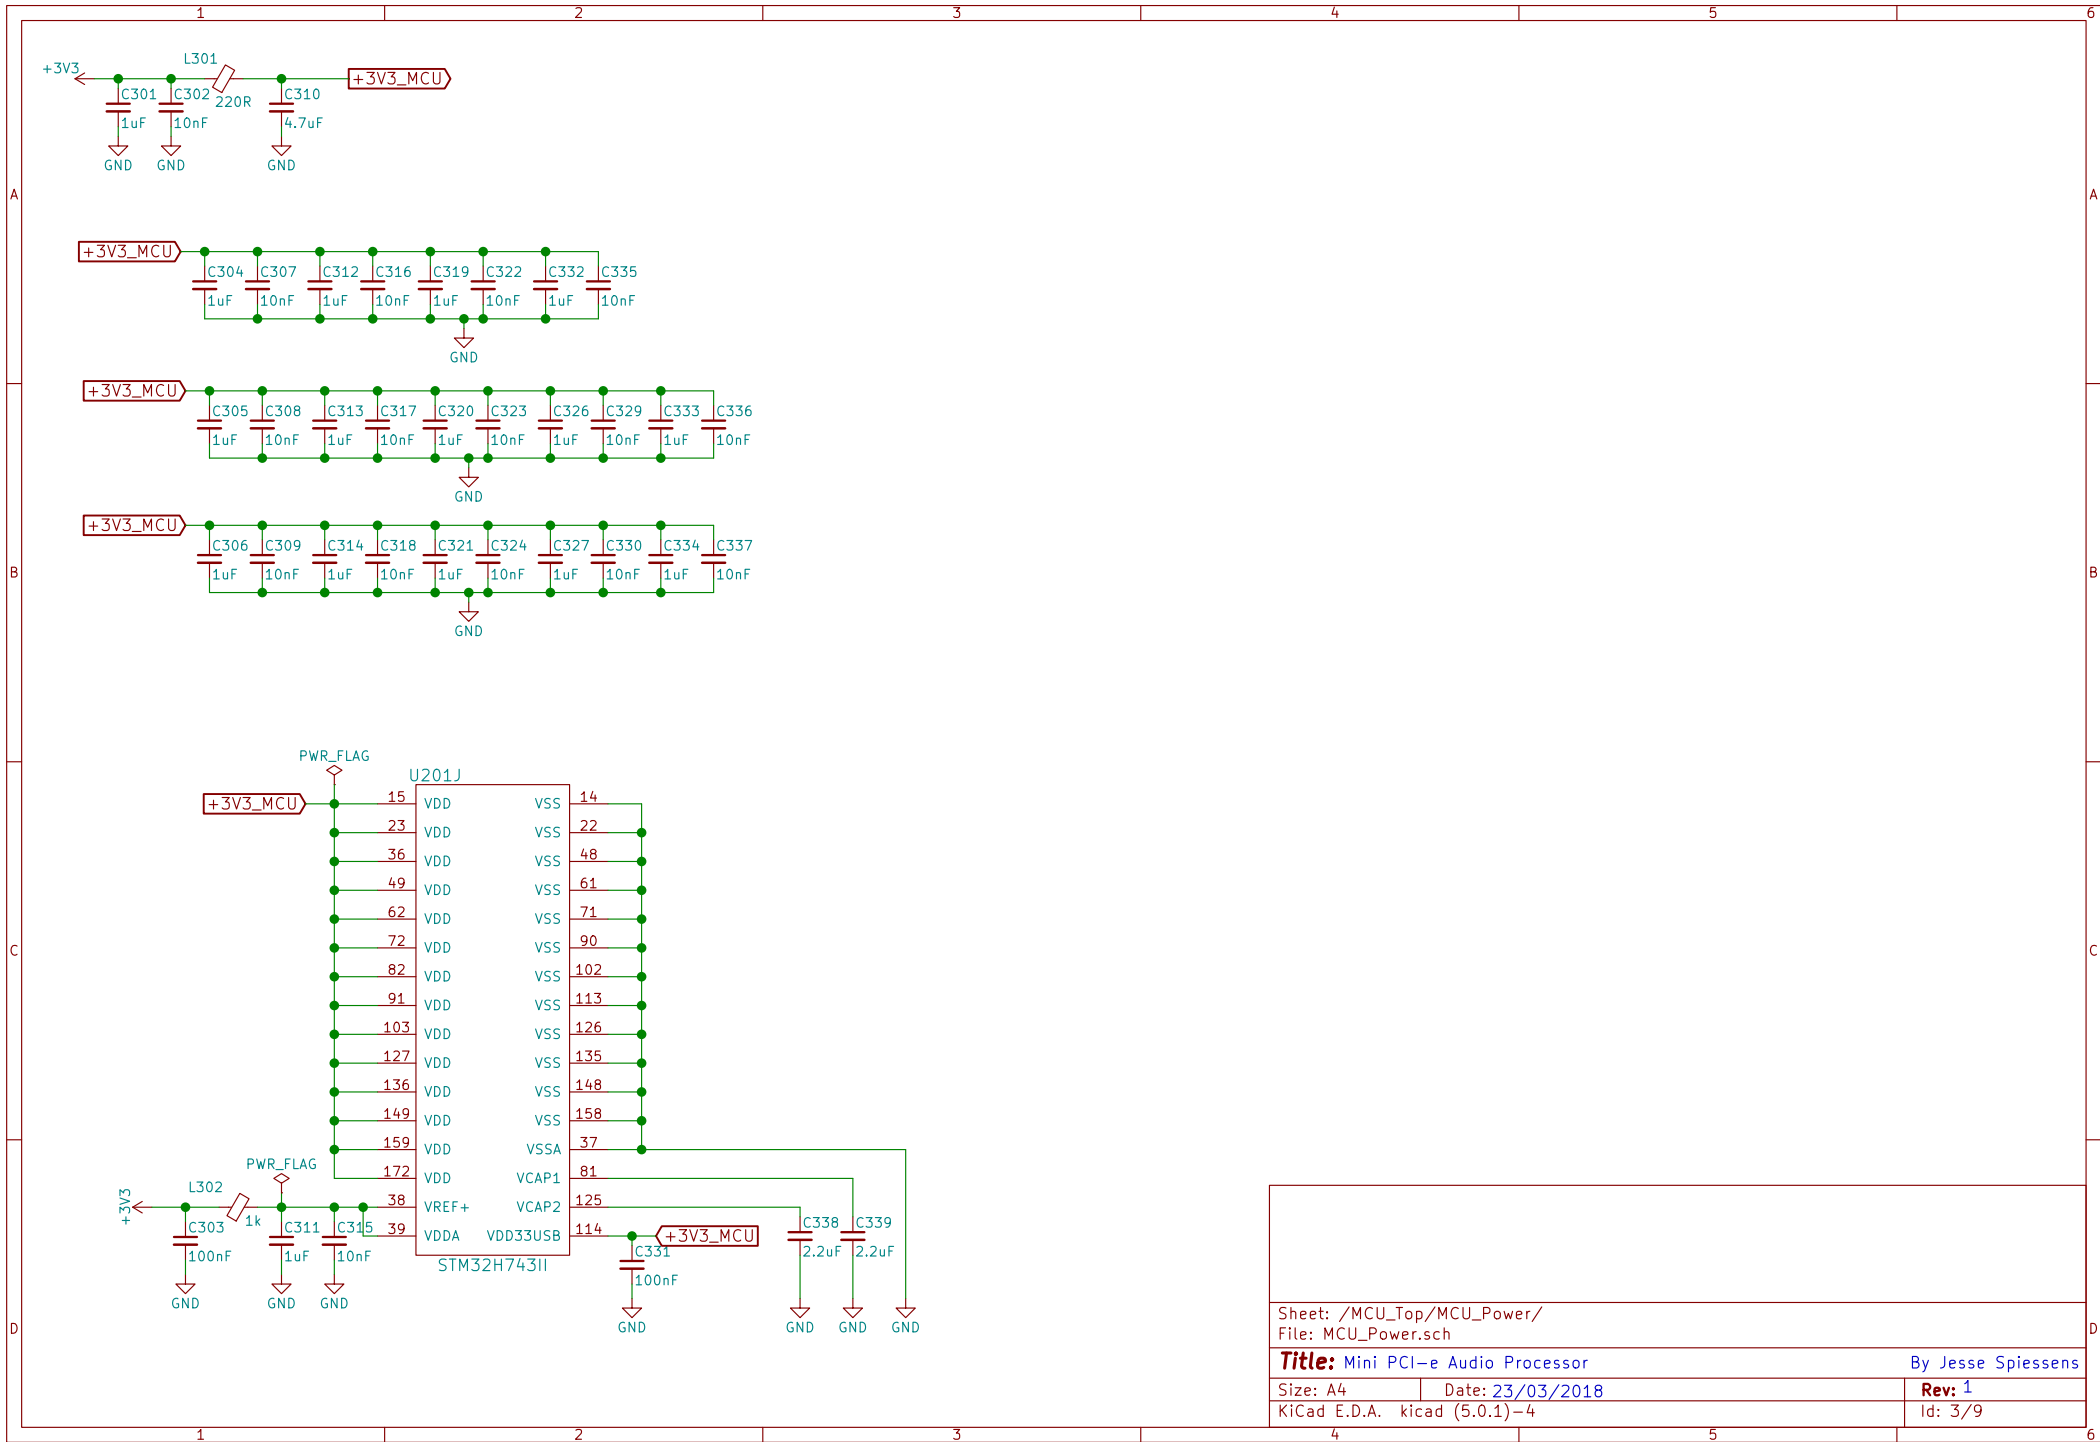 1 2 3 4 5 6
+3V3 L301 +3V3_MCU
C301 C302 220R C310
1uF 10nF 4.7uF
GND GND GND
A A
+3V3_MCU
C304 C307 C312 C316 C319 C322 C332 C335
1uF 10nF 1uF 10nF 1uF 10nF 1uF 10nF
GND
+3V3_MCU
C305 C308 C313 C317 C320 C323 C326 C329 C333 C336
1uF 10nF 1uF 10nF 1uF 10nF 1uF 10nF 1uF 10nF
GND
+3V3_MCU
C306 C309 C314 C318 C321 C324 C327 C330 C334 C337
1uF 10nF 1uF 10nF 1uF 10nF 1uF 10nF 1uF 10nF
B B
GND
PWR_FLAG
U201J
+3V3_MCU 15 VDD VSS 14
23 VDD VSS 22
36 VDD VSS 48
49 VDD VSS 61
62 VDD VSS 71
72 VDD VSS 90
C C
82 VDD VSS 102
91 VDD VSS 113
103 VDD VSS 126
127 VDD VSS 135
136 VDD VSS 148
149 VDD VSS 158
159 VDD VSSA 37
PWR_FLAG 172 VDD VCAP1 81
+3V3 L302 1k 38 VREF+ VCAP2 125
C303 C311 C315 39 VDDA VDD33USB 114 +3V3_MCU C338 C339
100nF 1uF 10nF STM32H743II C331 2.2uF 2.2uF
100nF
GND GND GND
GND GND GND GND
D D
Sheet: /MCU_Top/MCU_Power/
File: MCU_Power.sch
Title: Mini PCI-e Audio Processor By Jesse Spiessens
Size: A4 Date: 23/03/2018 Rev: 1
KiCad E.D.A. kicad (5.0.1)-4 Id: 3/9
1 2 3 4 5 6